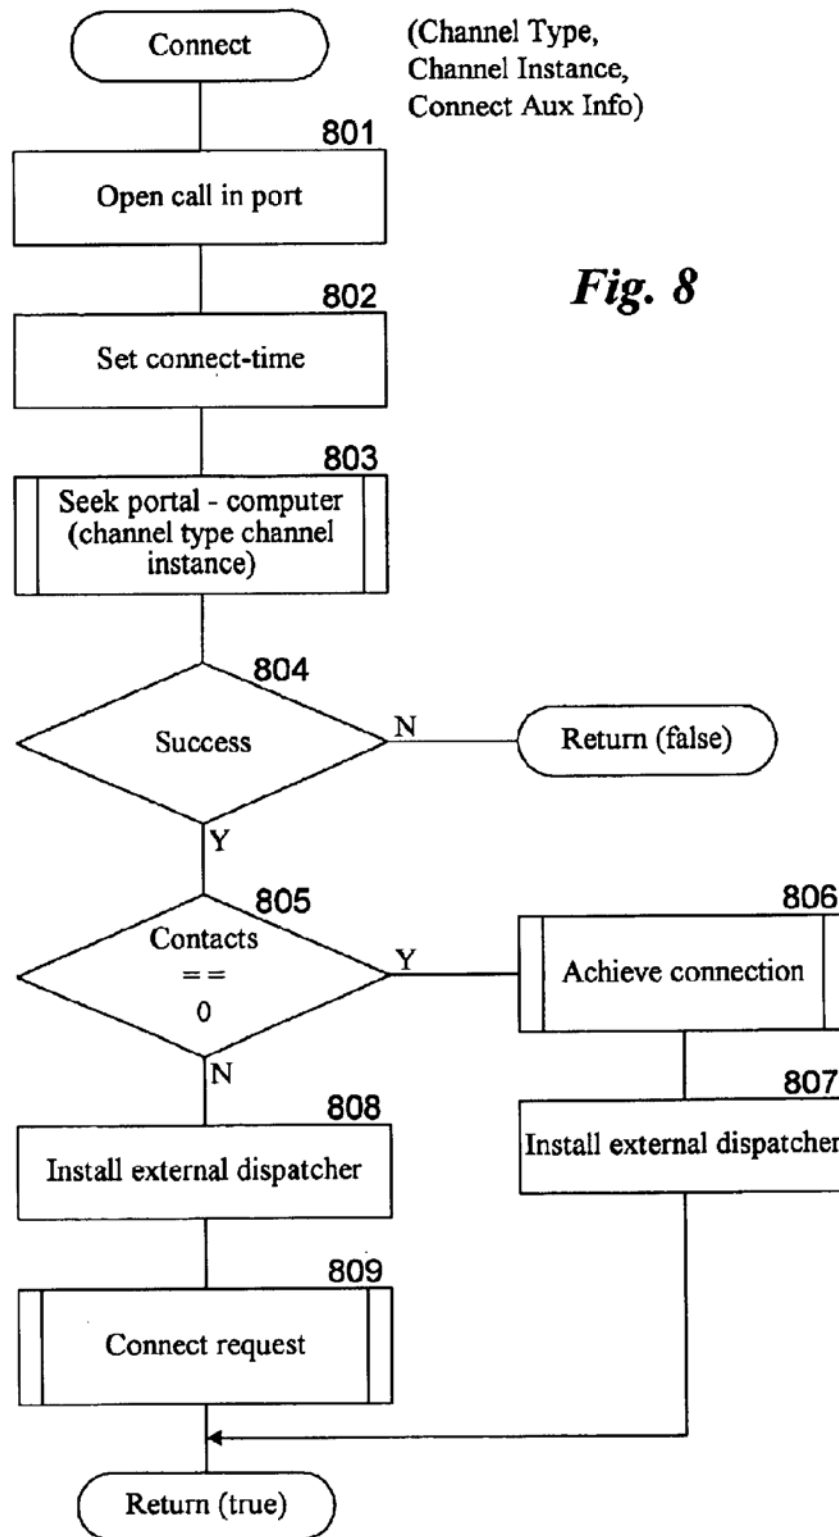 Connect
(Channel Type,
Channel Instance,
Connect Aux Info)
801
Open call in port
Fig. 8
802
Set connect-time
803
Seek portal - computer
(channel type channel
instance)
804
Success
N
Return (false)
Y
805
Contacts
==
0
Y
806
Achieve connection
N
807
Install external dispatcher
808
Install external dispatcher
809
Connect request
Return (true)